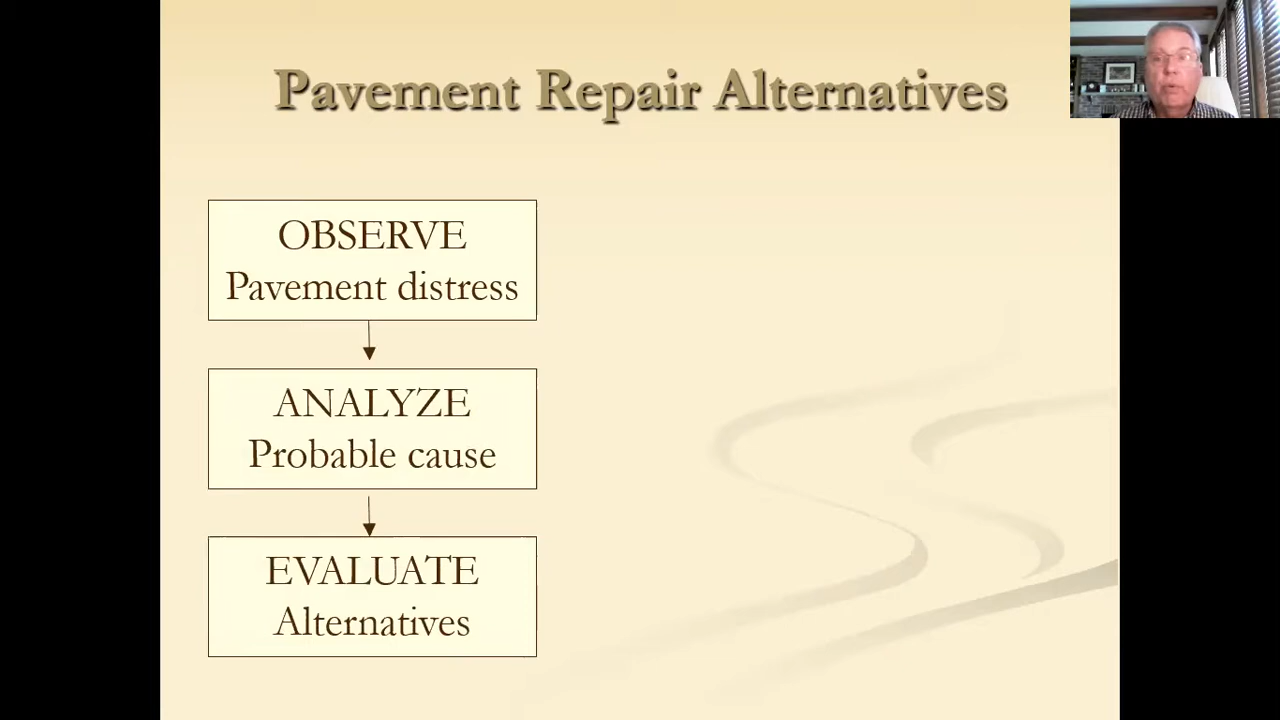 Pavement Repair Alternatives
OBSERVE
Pavement distress
ANALYZE
Probable cause
EVALUATE
Alternatives